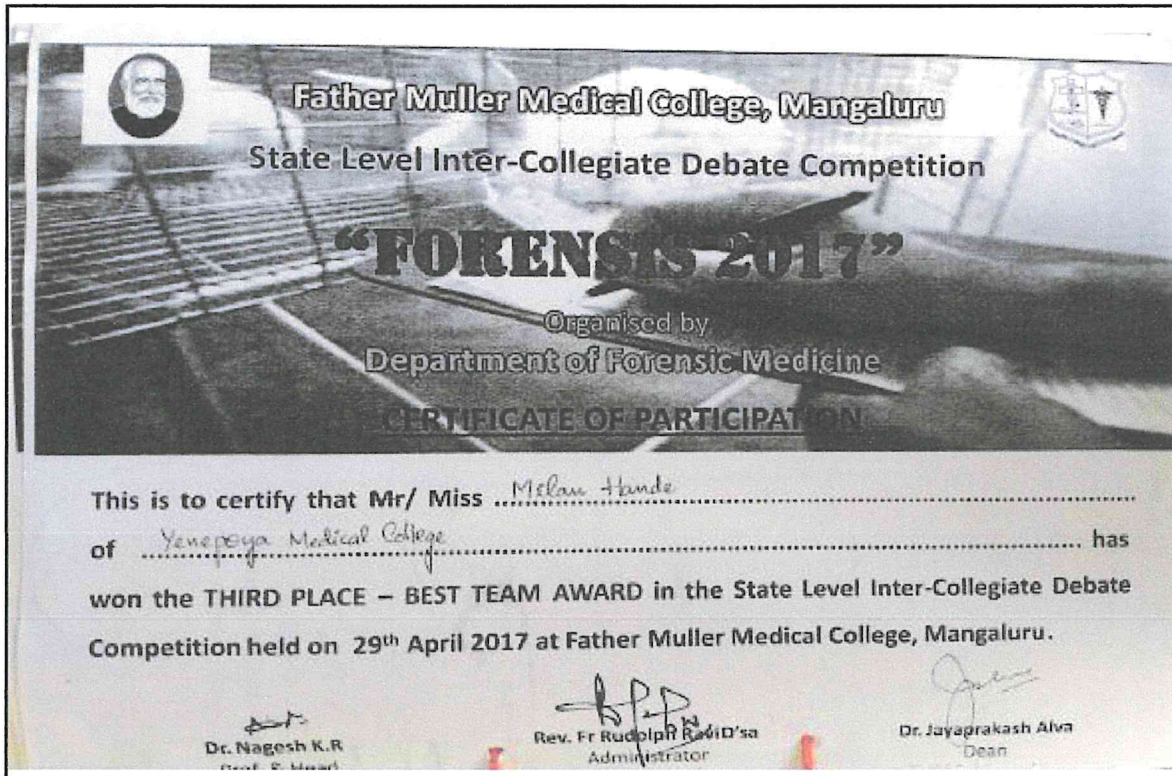 Father Muller Medical College, Mangaluru
State Level Inter-Collegiate Debate Competition
“FORENSIS 2017”
Organised by
Department of Forensic Medicine
CERTIFICATE OF PARTICIPATION
This is to certify that Mr/ Miss ..Milan Hande..........
of ....Yenepoya Medical College.......... has
won the THIRD PLACE – BEST TEAM AWARD in the State Level Inter-Collegiate Debate
Competition held on 29th April 2017 at Father Muller Medical College, Mangaluru.
Dr. Nagesh K.R Rev. Fr Rudolph Ravi D'sa Dr. Jayaprakash Alva
Prof. & Head Administrator Dean